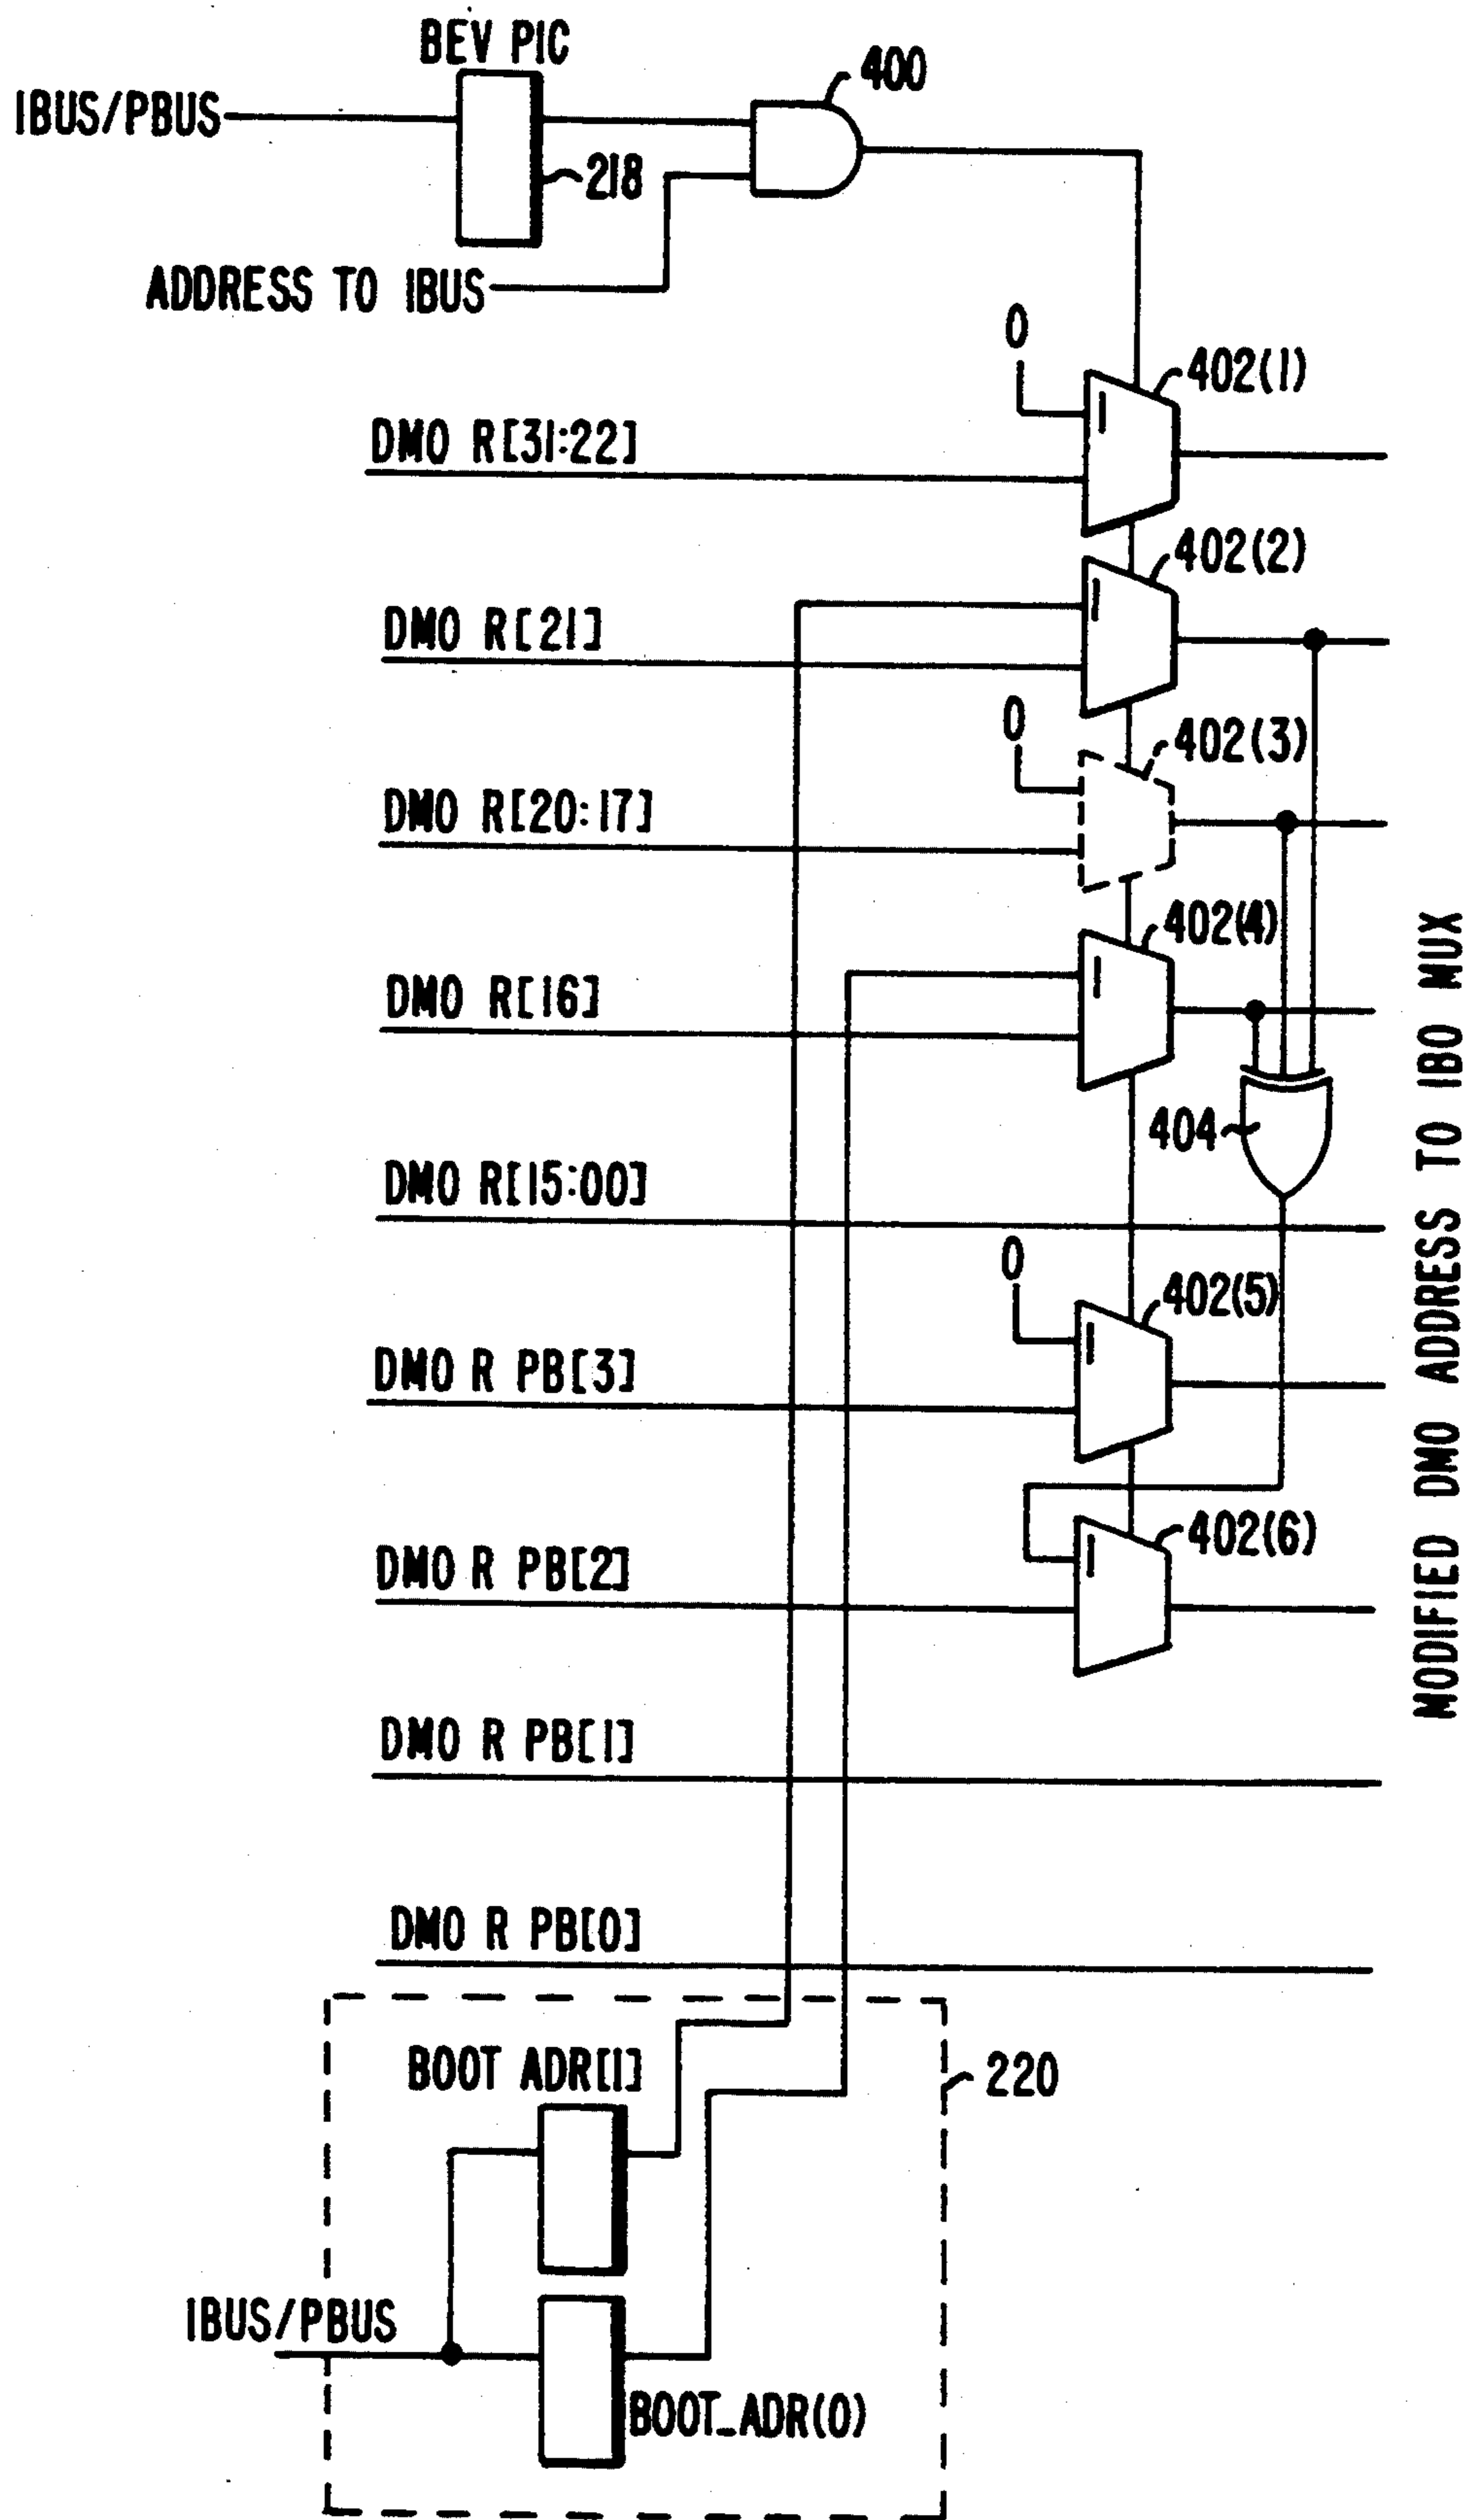 BEV PIC
400
IBUS/PBUS
218
ADDRESS TO IBUS
0
402(1)
DMO R[31:22]
402(2)
DMO R[21]
0
402(3)
DMO R[20:17]
402(4)
DMO R[16]
404
DMO R[15:00]
0
402(5)
DMO R PB[3]
402(6)
DMO R PB[2]
DMO R PB[1]
DMO R PB[0]
MODIFIED DMO ADDRESS TO IBO MUX
BOOT ADR[1]
220
IBUS/PBUS
BOOT_ADR(0)